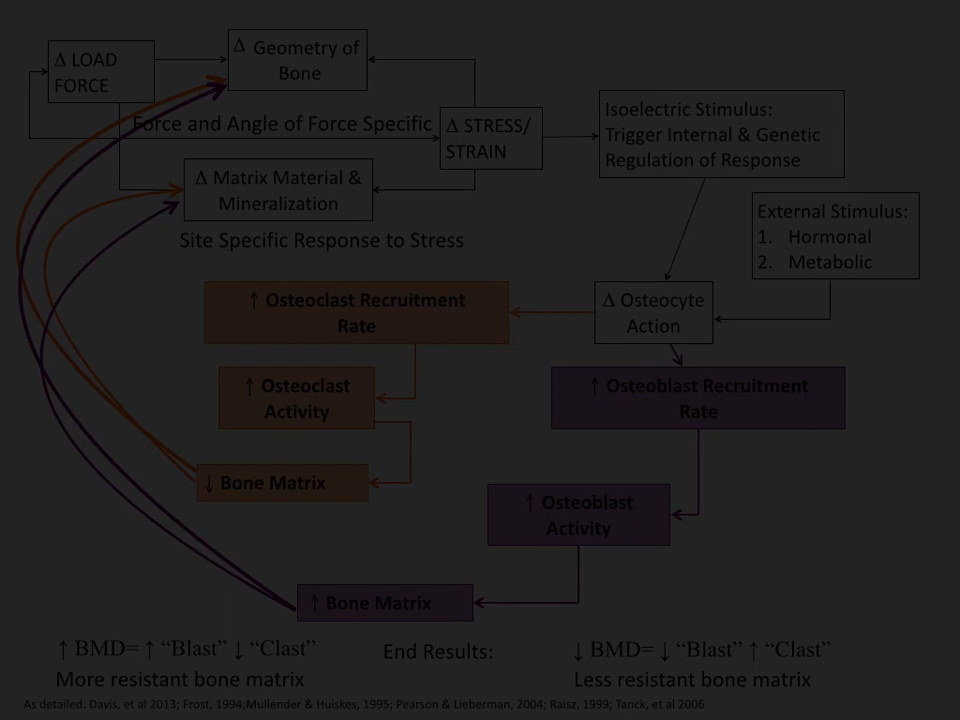 Δ LOAD
FORCE
Δ Geometry of
Bone
Force and Angle of Force Specific
Δ STRESS/
STRAIN
Isoelectric Stimulus:
Trigger Internal & Genetic
Regulation of Response
Δ Matrix Material &
Mineralization
External Stimulus:
1. Hormonal
2. Metabolic
Site Specific Response to Stress
↑ Osteoclast Recruitment
Rate
Δ Osteocyte
Action
↑ Osteoclast
Activity
↑ Osteoblast Recruitment
Rate
↓ Bone Matrix
↑ Osteoblast
Activity
↑ Bone Matrix
↑ BMD= ↑ “Blast” ↓ “Clast”
More resistant bone matrix
End Results:
↓ BMD= ↓ “Blast” ↑ “Clast”
Less resistant bone matrix
As detailed: Davis, et al 2013; Frost, 1994;Mullender & Huiskes, 1995; Pearson & Lieberman, 2004; Raisz, 1999; Tanck, et al 2006